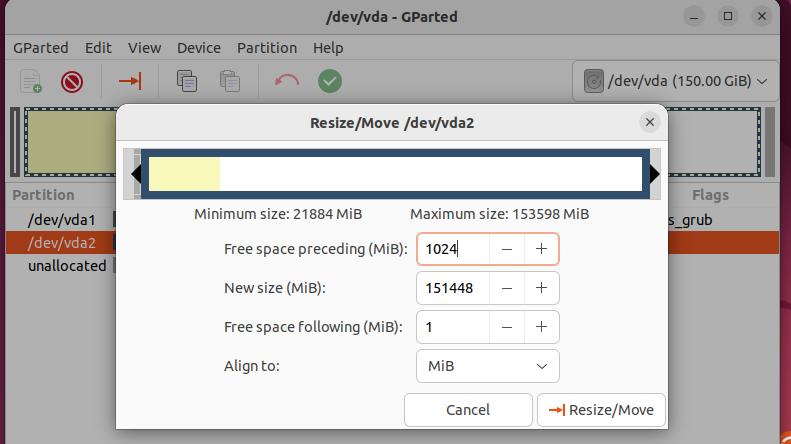 /dev/vda - GParted
GParted Edit View Device Partition Help
/dev/vda (150.00 GiB)
Resize/Move /dev/vda2
Minimum size: 21884 MiB Maximum size: 153598 MiB
Partition Flags
/dev/vda1 s_grub
/dev/vda2
unallocated
Free space preceding (MiB): 1024
New size (MiB): 151448
Free space following (MiB): 1
Align to: MiB
Cancel Resize/Move